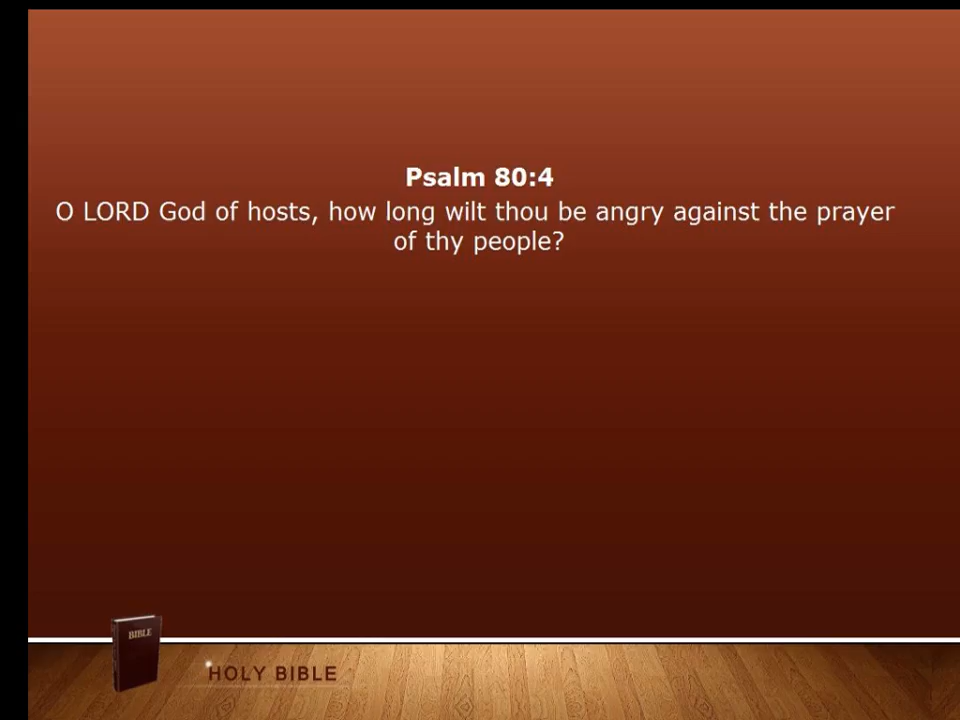 Psalm 80:4
O LORD God of hosts, how long wilt thou be angry against the prayer
of thy people?
BIBLE
HOLY BIBLE